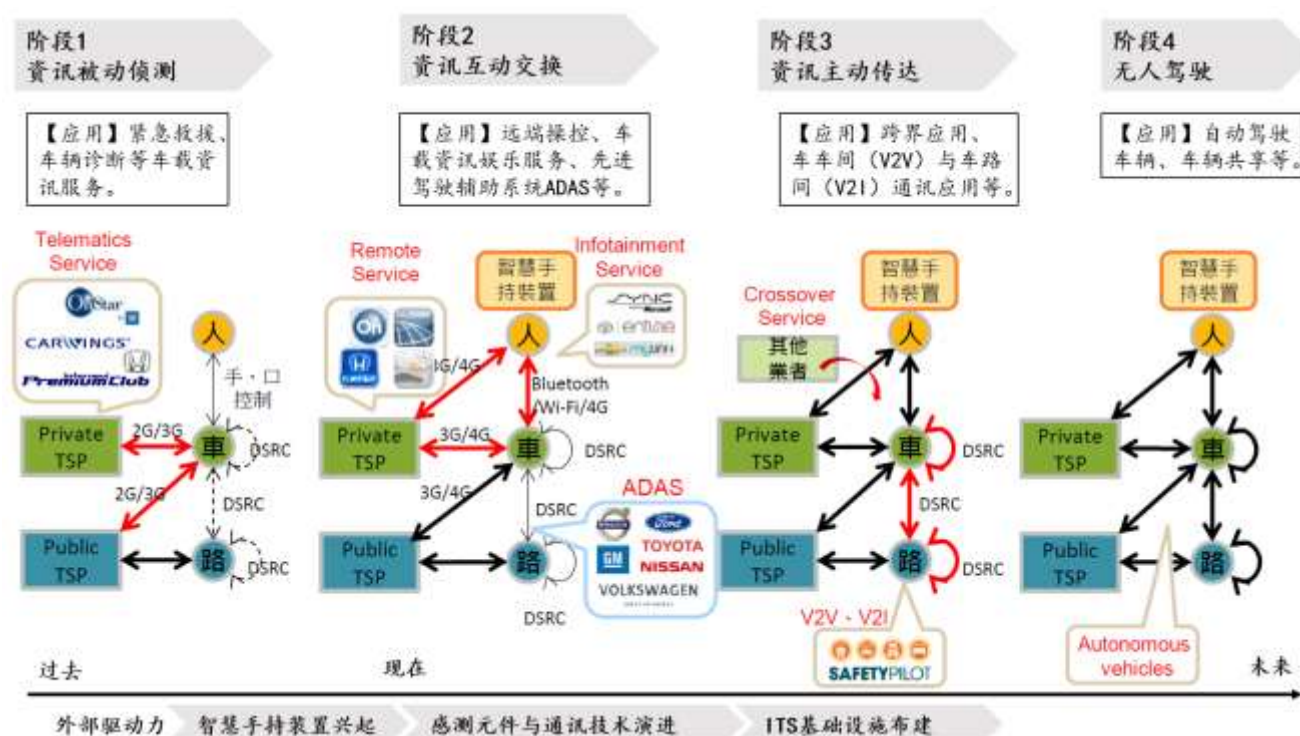 阶段1
资讯被动侦测
阶段2
资讯互动交换
阶段3
资讯主动传达
阶段4
无人驾驶
【应用】紧急救援、
车辆诊断等车载资
讯服务。
【应用】远端操控、车
载资讯娱乐服务、先进
驾驶辅助系统ADAS等。
【应用】跨界应用、
车车间(V2V)与车路
间(V2I)通讯应用等。
【应用】自动驾驶
车辆、车辆共享等。
Telematics
Service
OnStar
CARWINGS
PremiumClub
人
手·口
控制
Private
TSP
2G/3G
車
DSRC
2G/3G
DSRC
Public
TSP
路
DSRC
Remote
Service
On
智慧手
持裝置
Infotainment
Service
SYNC
entune
myLink
人
3G/4G
Bluetooth
/Wi-Fi/4G
Private
TSP
3G/4G
車
DSRC
3G/4G
DSRC
Public
TSP
路
DSRC
ADAS
VOLVO
Ford
GM
TOYOTA
NISSAN
VOLKSWAGEN
智慧手
持裝置
Crossover
Service
其他
業者
人
Private
TSP
車
DSRC
DSRC
Public
TSP
路
DSRC
V2V、V2I
SAFETYPILOT
智慧手
持裝置
人
Private
TSP
車
Public
TSP
路
Autonomous
vehicles
过去
现在
未来
外部驱动力
智慧手持装置兴起
感测元件与通讯技术演进
ITS基础设施布建